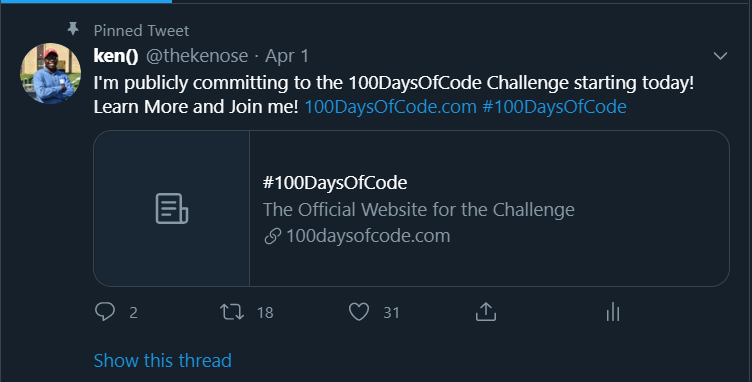 Pinned Tweet
ken() @thekenose · Apr 1
I'm publicly committing to the 100DaysOfCode Challenge starting today!
Learn More and Join me! 100DaysOfCode.com #100DaysOfCode
#100DaysOfCode
The Official Website for the Challenge
100daysofcode.com
2 18 31
Show this thread